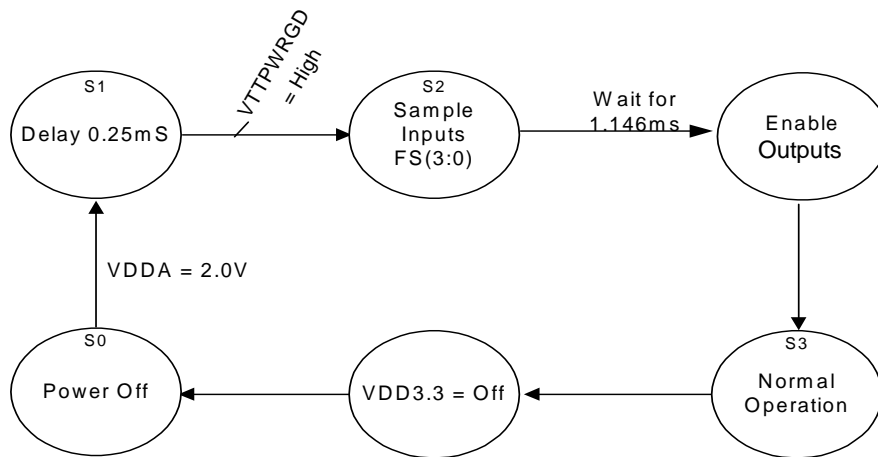 S1
Delay 0.25mS
VTTPWRGD
= High
S2
Sample
Inputs
FS(3:0)
Wait for
1.146ms
Enable
Outputs
VDDA = 2.0V
S0
Power Off
VDD3.3 = Off
S3
Normal
Operation